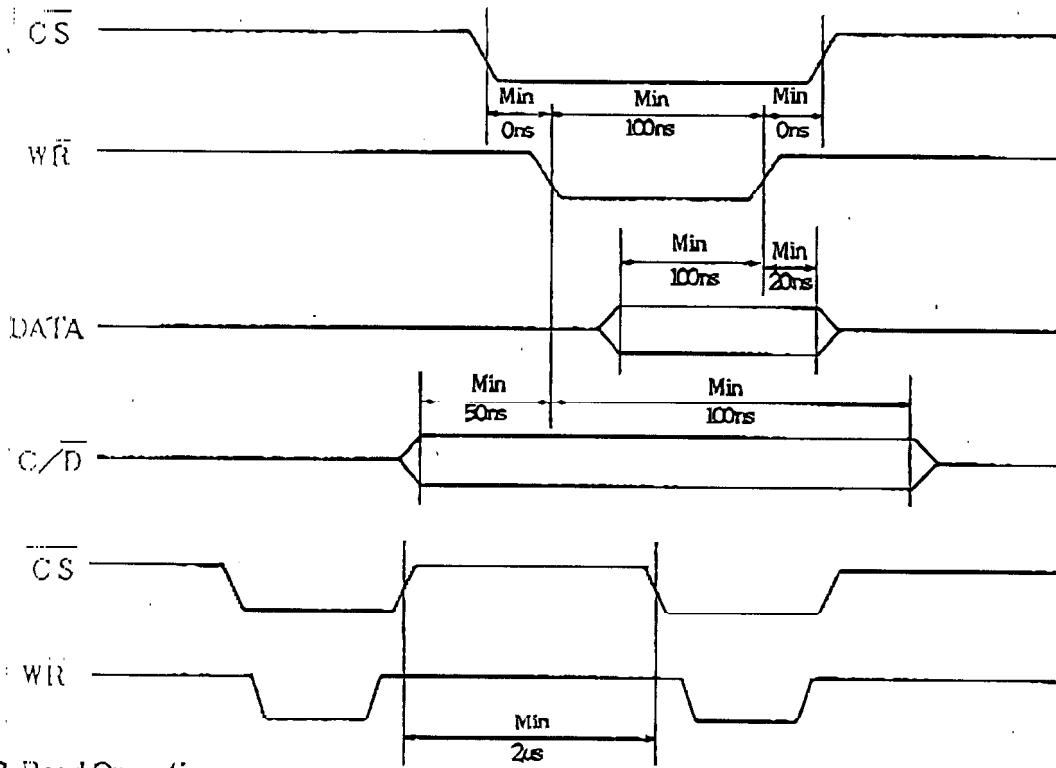 CS
Min Min Min
0ns 100ns 0ns
WR
Min Min
100ns 20ns
DATA
Min Min
50ns 100ns
C/D
CS
WR
Min
2μs
Read